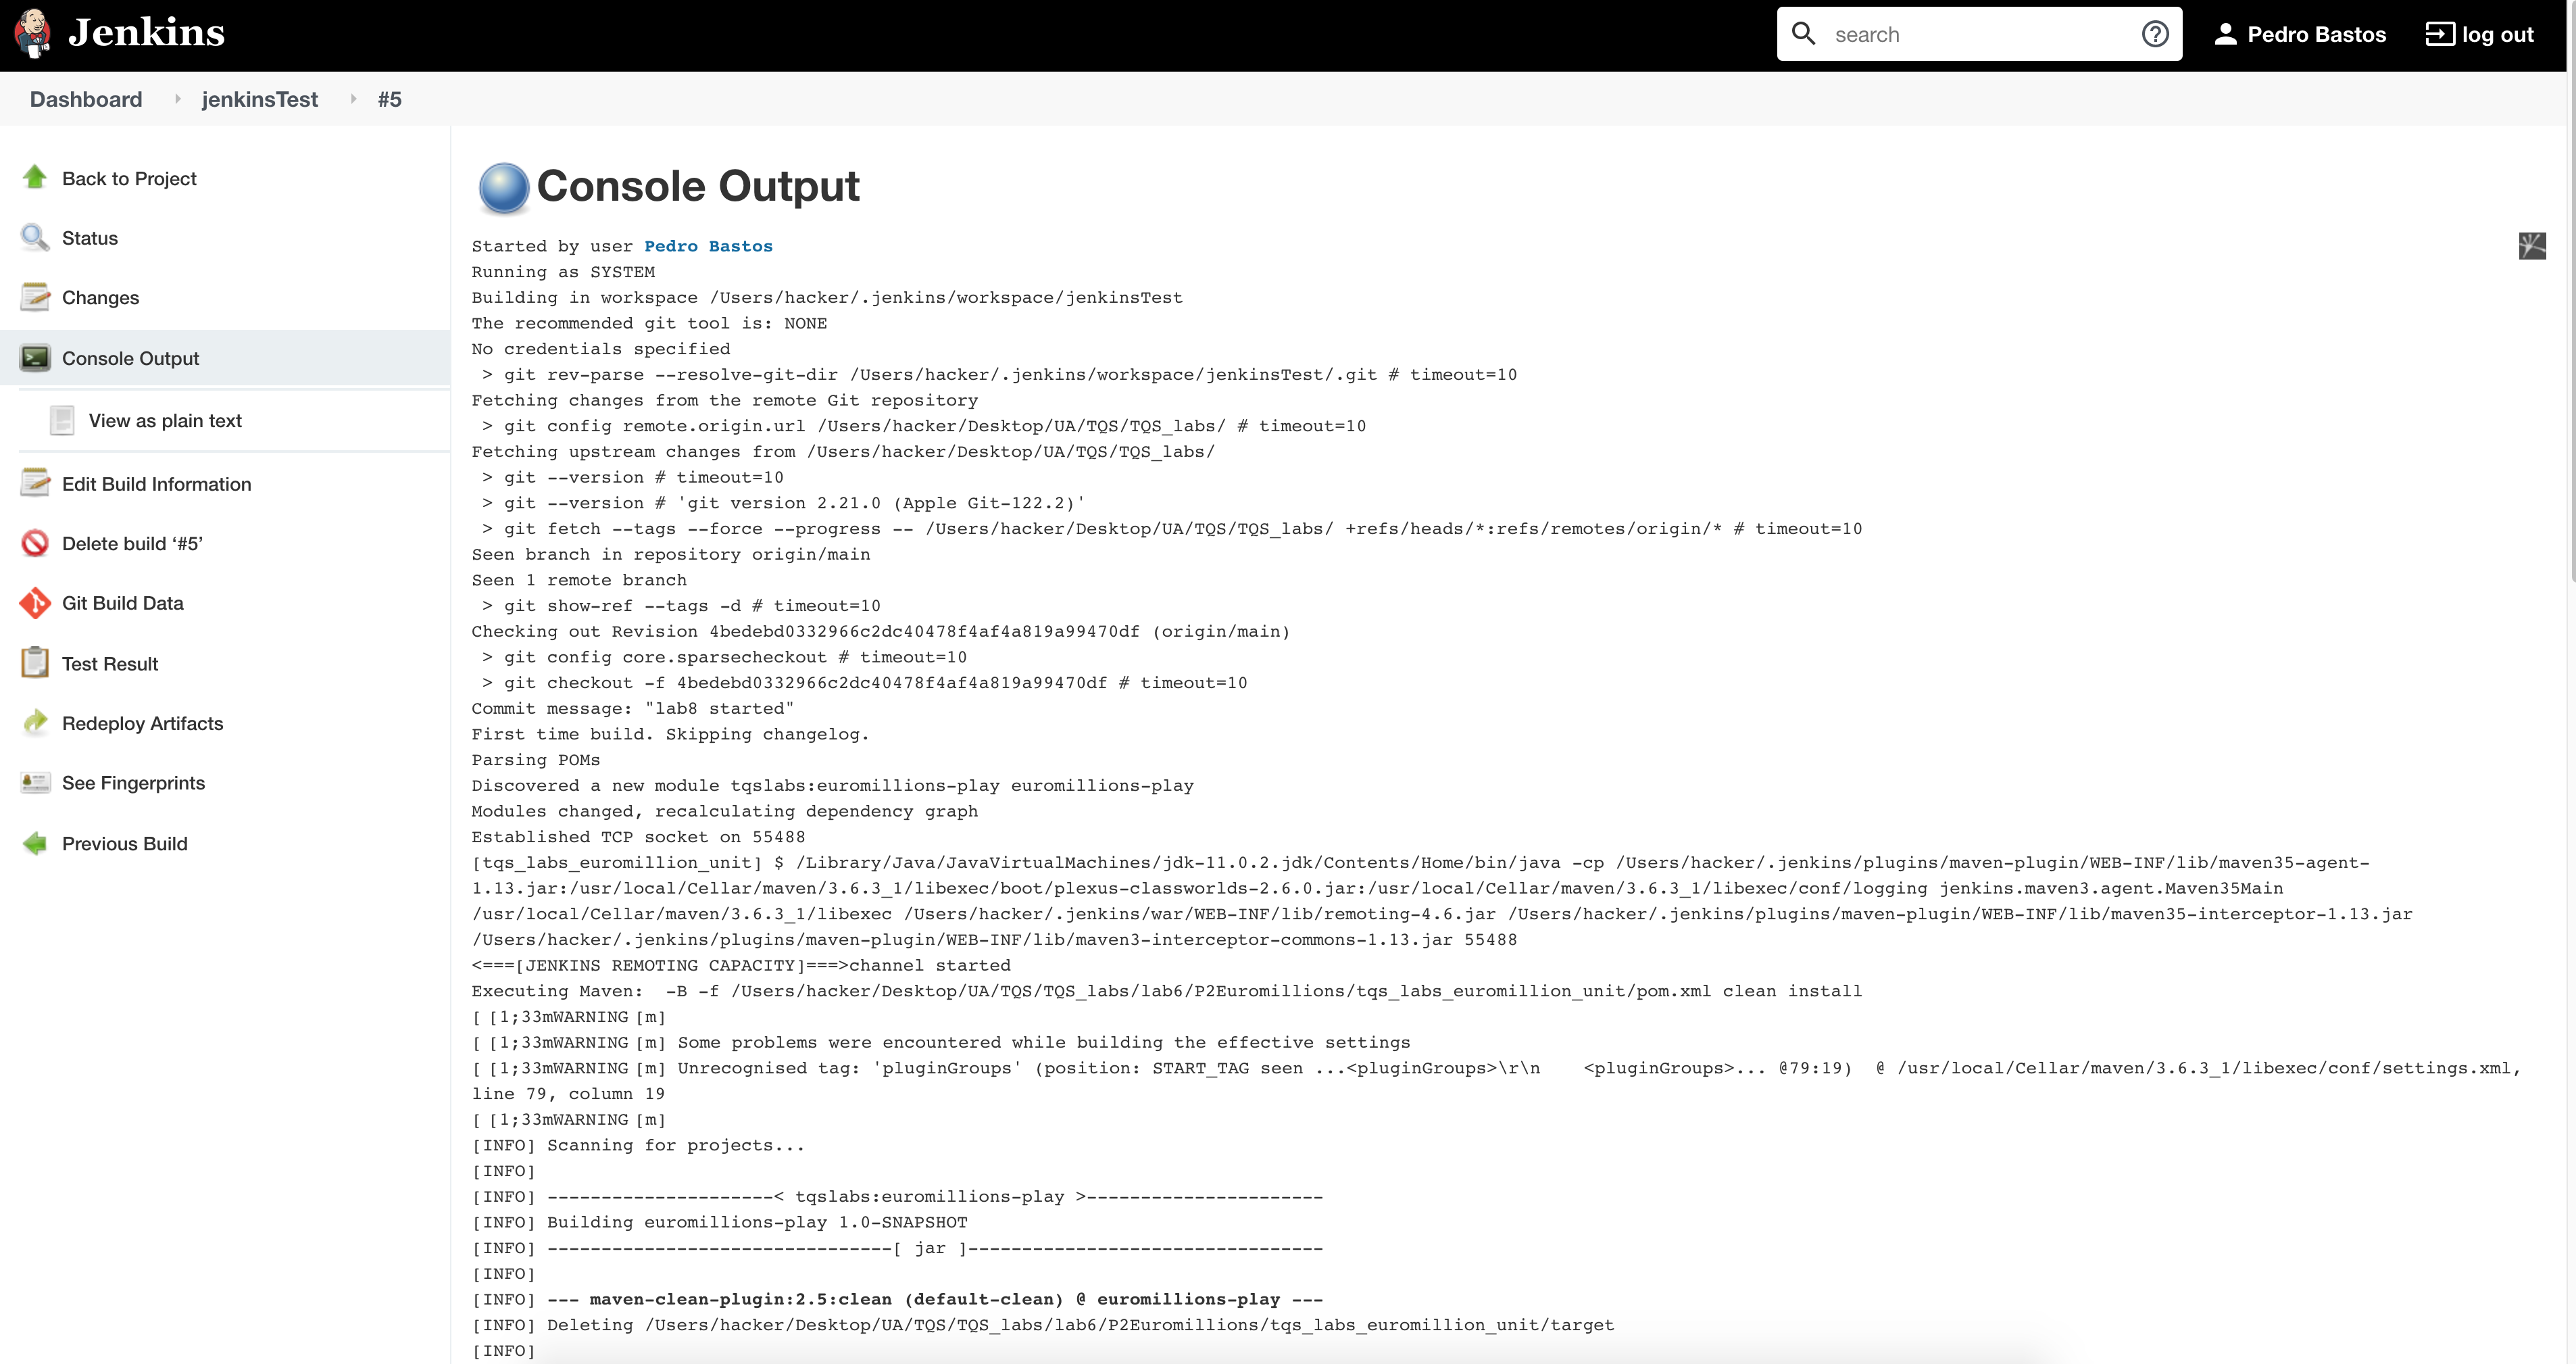 Jenkins
search
Pedro Bastos
log out
Dashboard
jenkinsTest
#5
Back to Project
Status
Changes
Console Output
View as plain text
Edit Build Information
Delete build ‘#5’
Git Build Data
Test Result
Redeploy Artifacts
See Fingerprints
Previous Build
Console Output
Started by user Pedro Bastos
Running as SYSTEM
Building in workspace /Users/hacker/.jenkins/workspace/jenkinsTest
The recommended git tool is: NONE
No credentials specified
 > git rev-parse --resolve-git-dir /Users/hacker/.jenkins/workspace/jenkinsTest/.git # timeout=10
Fetching changes from the remote Git repository
 > git config remote.origin.url /Users/hacker/Desktop/UA/TQS/TQS_labs/ # timeout=10
Fetching upstream changes from /Users/hacker/Desktop/UA/TQS/TQS_labs/
 > git --version # timeout=10
 > git --version # 'git version 2.21.0 (Apple Git-122.2)'
 > git fetch --tags --force --progress -- /Users/hacker/Desktop/UA/TQS/TQS_labs/ +refs/heads/*:refs/remotes/origin/* # timeout=10
Seen branch in repository origin/main
Seen 1 remote branch
 > git show-ref --tags -d # timeout=10
Checking out Revision 4bedebd0332966c2dc40478f4af4a819a99470df (origin/main)
 > git config core.sparsecheckout # timeout=10
 > git checkout -f 4bedebd0332966c2dc40478f4af4a819a99470df # timeout=10
Commit message: "lab8 started"
First time build. Skipping changelog.
Parsing POMs
Discovered a new module tqslabs:euromillions-play euromillions-play
Modules changed, recalculating dependency graph
Established TCP socket on 55488
[tqs_labs_euromillion_unit] $ /Library/Java/JavaVirtualMachines/jdk-11.0.2.jdk/Contents/Home/bin/java -cp /Users/hacker/.jenkins/plugins/maven-plugin/WEB-INF/lib/maven35-agent-
1.13.jar:/usr/local/Cellar/maven/3.6.3_1/libexec/boot/plexus-classworlds-2.6.0.jar:/usr/local/Cellar/maven/3.6.3_1/libexec/conf/logging jenkins.maven3.agent.Maven35Main
/usr/local/Cellar/maven/3.6.3_1/libexec /Users/hacker/.jenkins/war/WEB-INF/lib/remoting-4.6.jar /Users/hacker/.jenkins/plugins/maven-plugin/WEB-INF/lib/maven35-interceptor-1.13.jar
/Users/hacker/.jenkins/plugins/maven-plugin/WEB-INF/lib/maven3-interceptor-commons-1.13.jar 55488
<===[JENKINS REMOTING CAPACITY]===>channel started
Executing Maven:  -B -f /Users/hacker/Desktop/UA/TQS/TQS_labs/lab6/P2Euromillions/tqs_labs_euromillion_unit/pom.xml clean install
[ [1;33mWARNING [m]
[ [1;33mWARNING [m] Some problems were encountered while building the effective settings
[ [1;33mWARNING [m] Unrecognised tag: 'pluginGroups' (position: START_TAG seen ...<pluginGroups>\r\n    <pluginGroups>... @79:19)  @ /usr/local/Cellar/maven/3.6.3_1/libexec/conf/settings.xml,
line 79, column 19
[ [1;33mWARNING [m]
[INFO] Scanning for projects...
[INFO]
[INFO] ---------------------< tqslabs:euromillions-play >----------------------
[INFO] Building euromillions-play 1.0-SNAPSHOT
[INFO] --------------------------------[ jar ]---------------------------------
[INFO]
[INFO] --- maven-clean-plugin:2.5:clean (default-clean) @ euromillions-play ---
[INFO] Deleting /Users/hacker/Desktop/UA/TQS/TQS_labs/lab6/P2Euromillions/tqs_labs_euromillion_unit/target
[INFO]